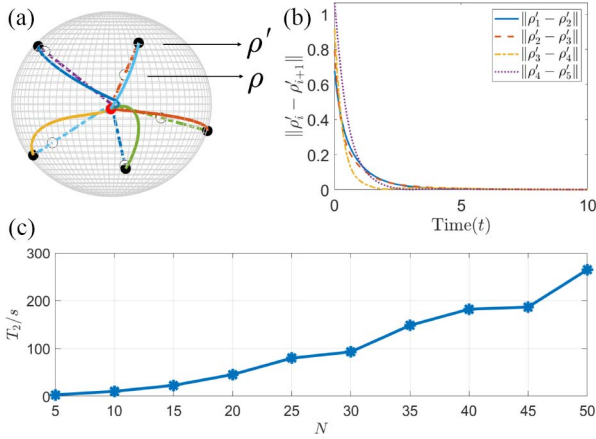 (a)
ρ′
ρ
(b)
‖ρ′₁ − ρ′₂‖
‖ρ′₂ − ρ′₃‖
‖ρ′₃ − ρ′₄‖
‖ρ′₄ − ρ′₅‖
‖ρ′ᵢ − ρ′ᵢ₊₁‖
1
0.8
0.6
0.4
0.2
0
0 5 10
Time(t)
(c)
T₂/s
300
200
100
0
5 10 15 20 25 30 35 40 45 50
N